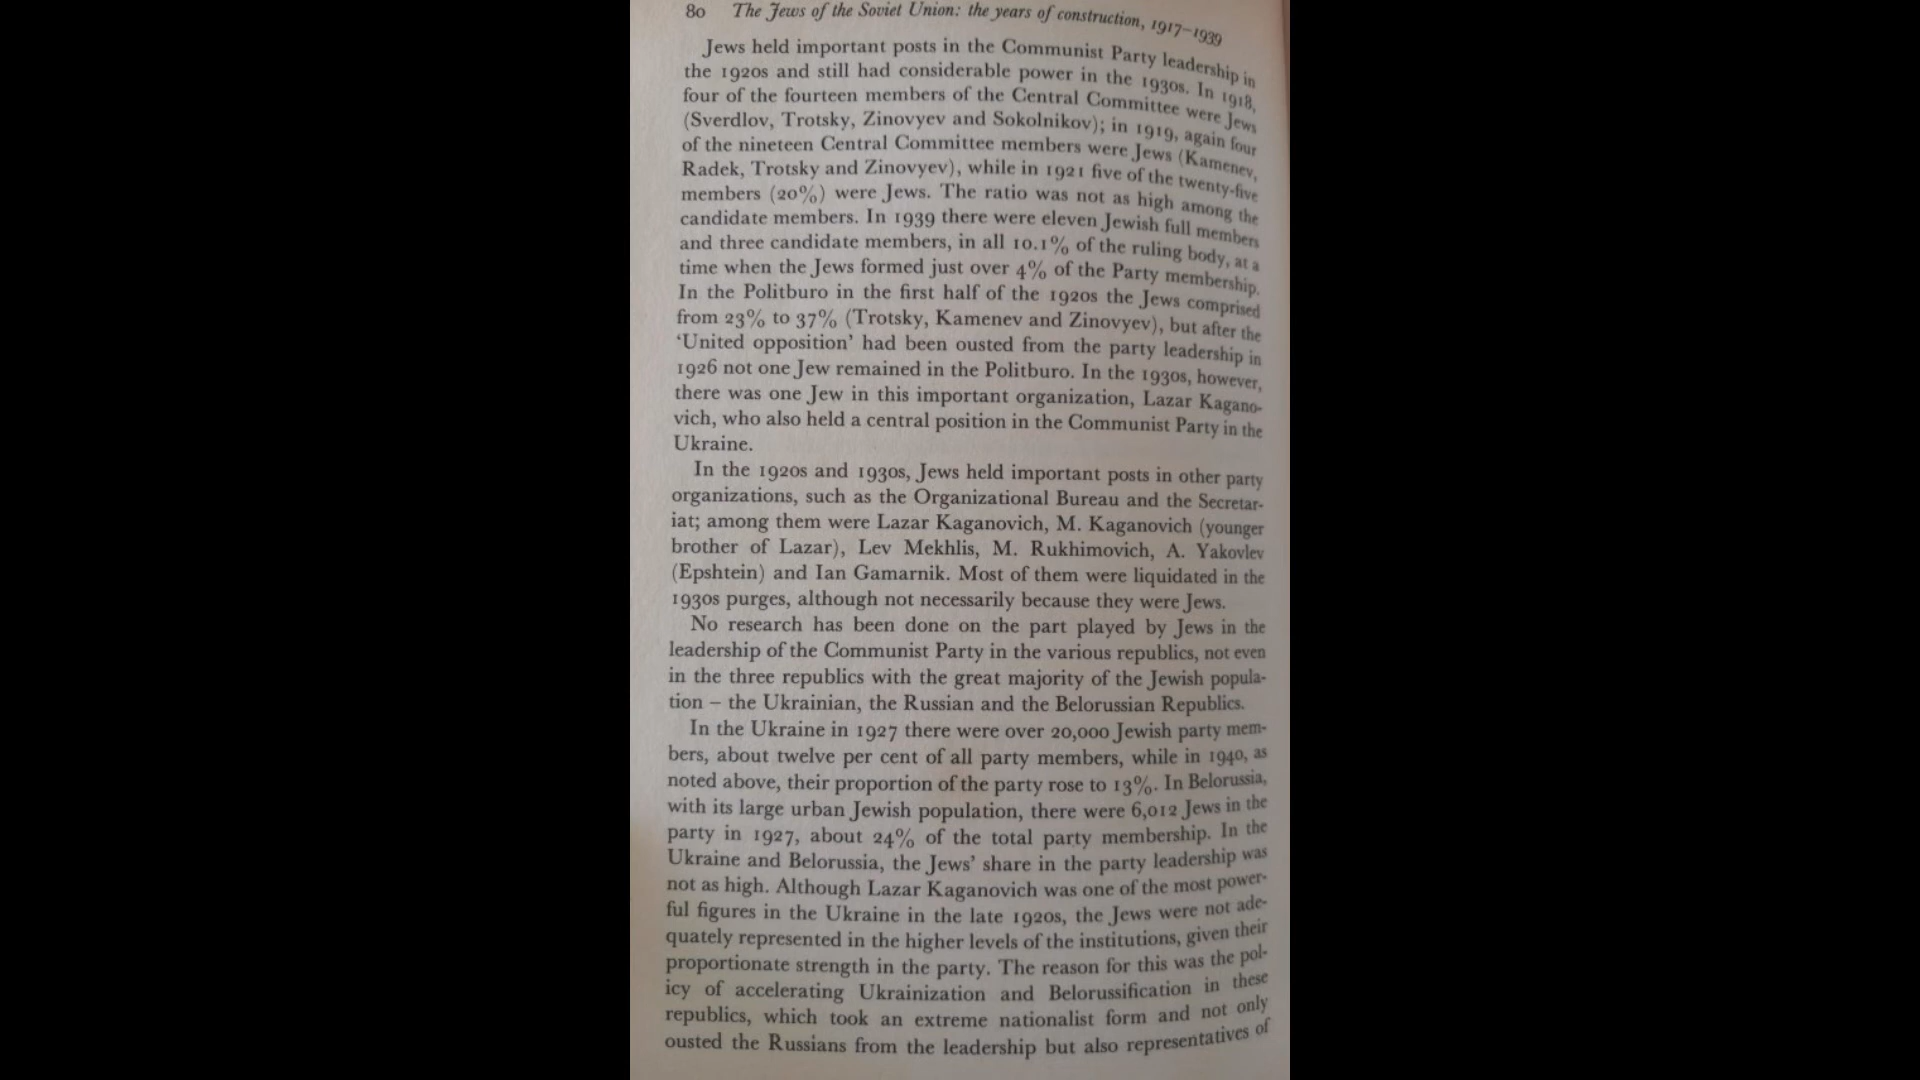 80 The Jews of the Soviet Union: the years of construction, 1917–1939
Jews held important posts in the Communist Party leadership in
the 1920s and still had considerable power in the 1930s. In 1918,
four of the fourteen members of the Central Committee were Jews
(Sverdlov, Trotsky, Zinovyev and Sokolnikov); in 1919, again four
of the nineteen Central Committee members were Jews (Kamenev,
Radek, Trotsky and Zinovyev), while in 1921 five of the twenty-five
members (20%) were Jews. The ratio was not as high among the
candidate members. In 1939 there were eleven Jewish full members
and three candidate members, in all 10.1% of the ruling body, at a
time when the Jews formed just over 4% of the Party membership.
In the Politburo in the first half of the 1920s the Jews comprised
from 23% to 37% (Trotsky, Kamenev and Zinovyev), but after the
‘United opposition’ had been ousted from the party leadership in
1926 not one Jew remained in the Politburo. In the 1930s, however,
there was one Jew in this important organization, Lazar Kagano-
vich, who also held a central position in the Communist Party in the
Ukraine.
In the 1920s and 1930s, Jews held important posts in other party
organizations, such as the Organizational Bureau and the Secretar-
iat; among them were Lazar Kaganovich, M. Kaganovich (younger
brother of Lazar), Lev Mekhlis, M. Rukhimovich, A. Yakovlev
(Epshtein) and Ian Gamarnik. Most of them were liquidated in the
1930s purges, although not necessarily because they were Jews.
No research has been done on the part played by Jews in the
leadership of the Communist Party in the various republics, not even
in the three republics with the great majority of the Jewish popula-
tion – the Ukrainian, the Russian and the Belorussian Republics.
In the Ukraine in 1927 there were over 20,000 Jewish party mem-
bers, about twelve per cent of all party members, while in 1940, as
noted above, their proportion of the party rose to 13%. In Belorussia,
with its large urban Jewish population, there were 6,012 Jews in the
party in 1927, about 24% of the total party membership. In the
Ukraine and Belorussia, the Jews’ share in the party leadership was
not as high. Although Lazar Kaganovich was one of the most power-
ful figures in the Ukraine in the late 1920s, the Jews were not ade-
quately represented in the higher levels of the institutions, given their
proportionate strength in the party. The reason for this was the pol-
icy of accelerating Ukrainization and Belorussification in these
republics, which took an extreme nationalist form and not only
ousted the Russians from the leadership but also representatives of